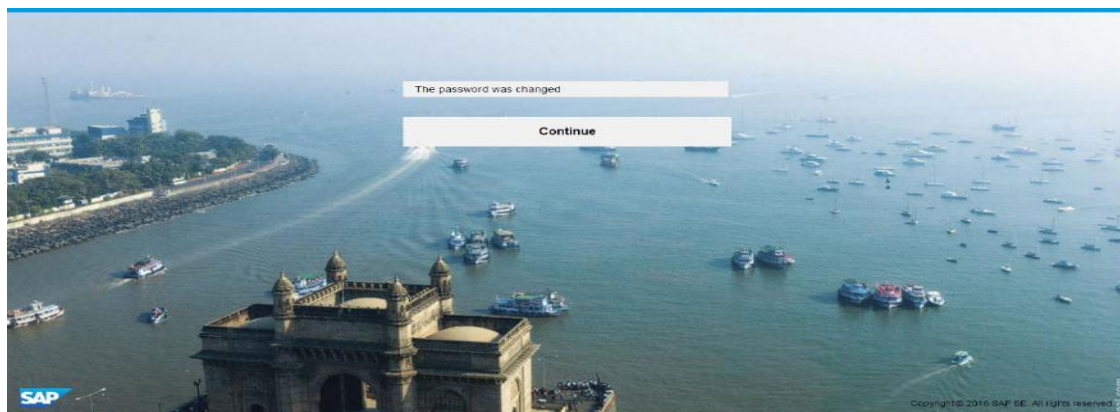 The password was changed
Continue
SAP
Copyright© 2016 SAP SE. All rights reserved.